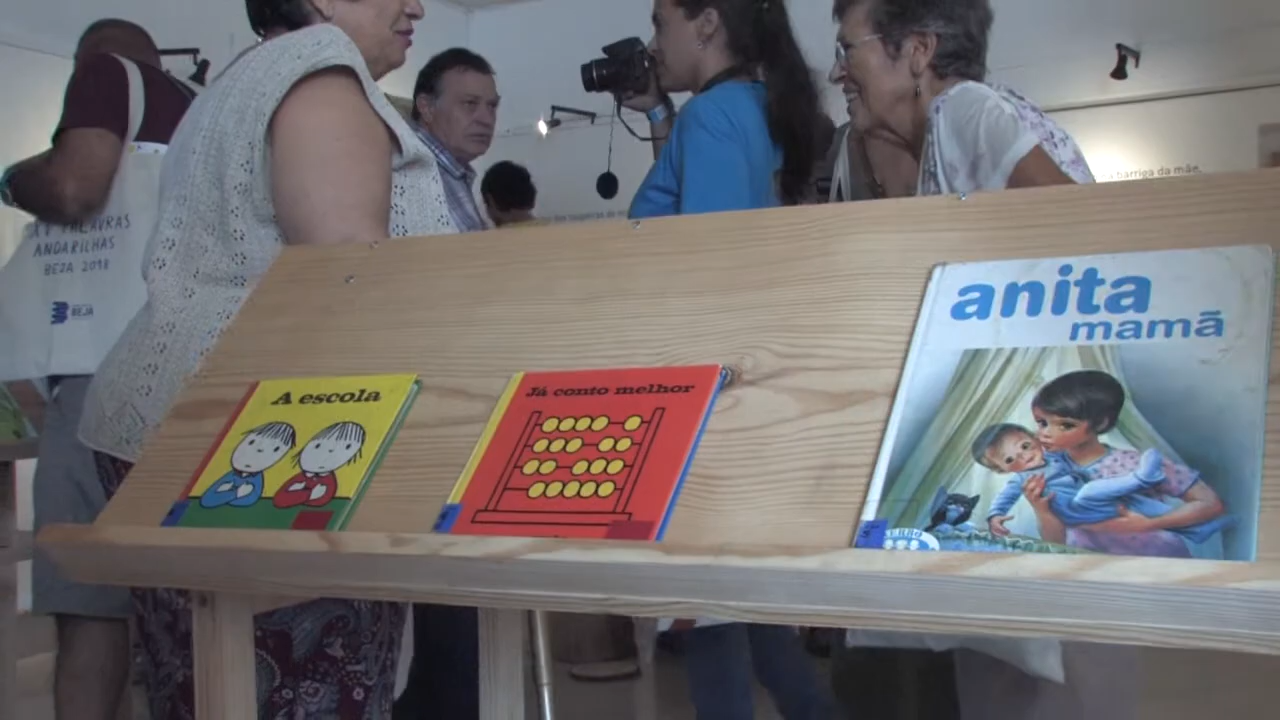 PALAVRAS
ANDARILHAS
BEJA 2018
BEJA
barriga da mãe,
A escola
Já conto melhor
anita
mamã